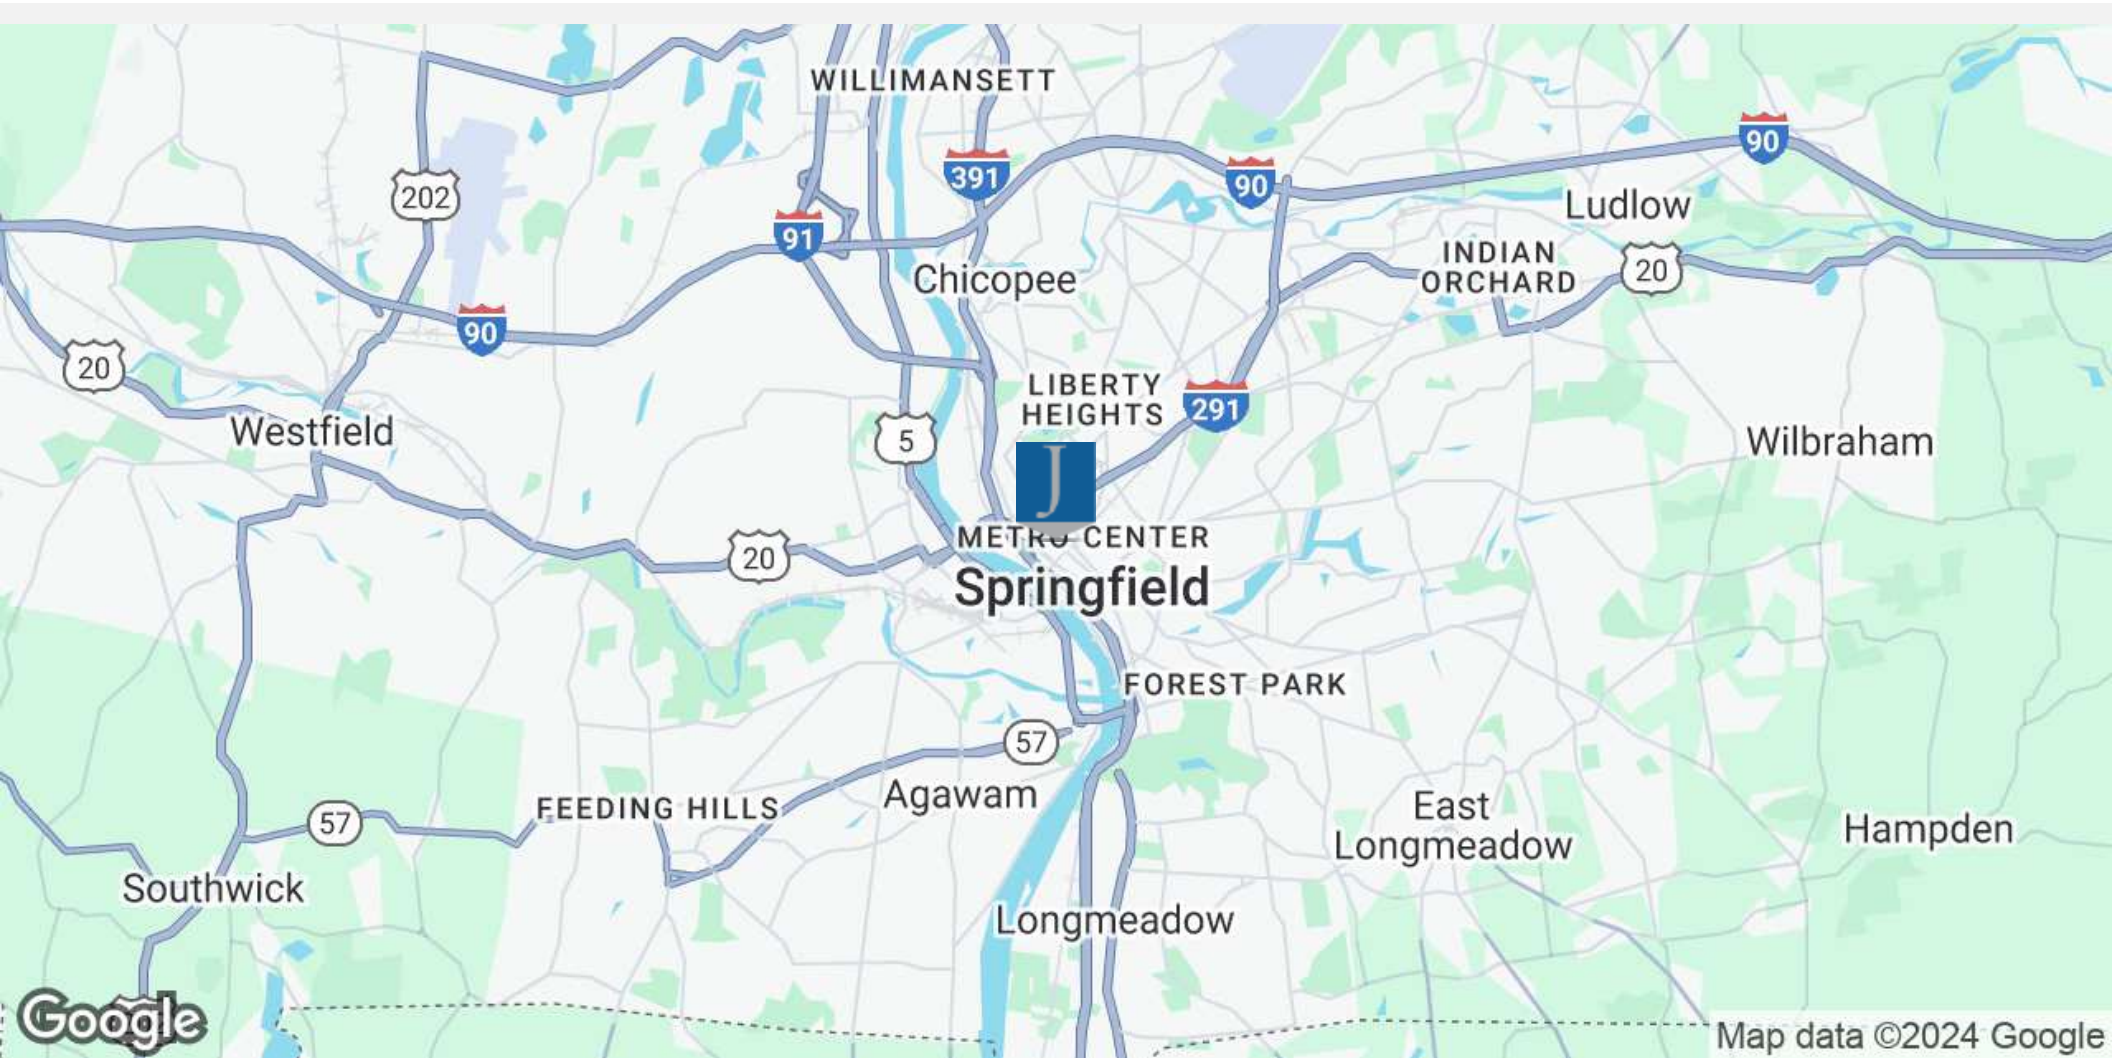 WILLIMANSETT
90
391
90
202
Ludlow
91
INDIAN
ORCHARD
20
Chicopee
90
20
LIBERTY
HEIGHTS
291
Westfield
5
Wilbraham
J
METRO CENTER
20
Springfield
FOREST PARK
57
Agawam
FEEDING HILLS
57
East
Longmeadow
Hampden
Southwick
Longmeadow
Google
Map data ©2024 Google